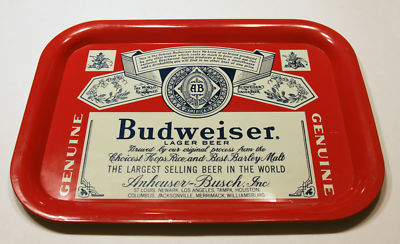 AB
GENUINE
GENUINE
Budweiser.
LAGER BEER
Brewed by our original process from the
Choicest Hops, Rice and Best Barley Malt
THE LARGEST SELLING BEER IN THE WORLD
Anheuser-Busch, Inc.
ST. LOUIS, NEWARK, LOS ANGELES, TAMPA, HOUSTON,
COLUMBUS, JACKSONVILLE, MERRIMACK, WILLIAMSBURG